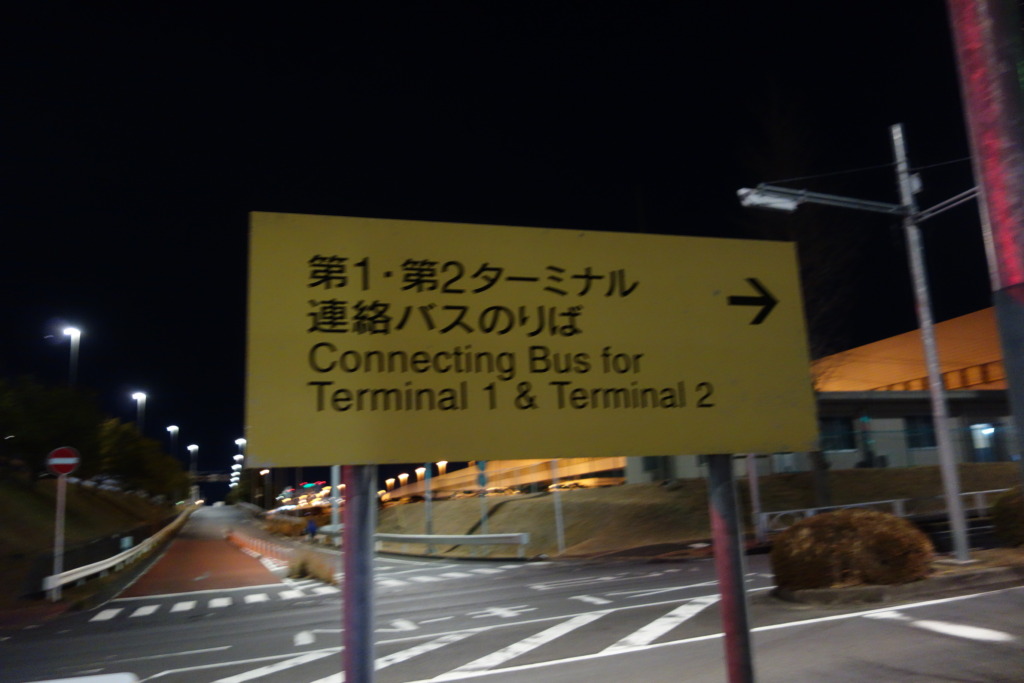 第1・第2ターミナル
連絡バスのりば
Connecting Bus for
Terminal 1 & Terminal 2